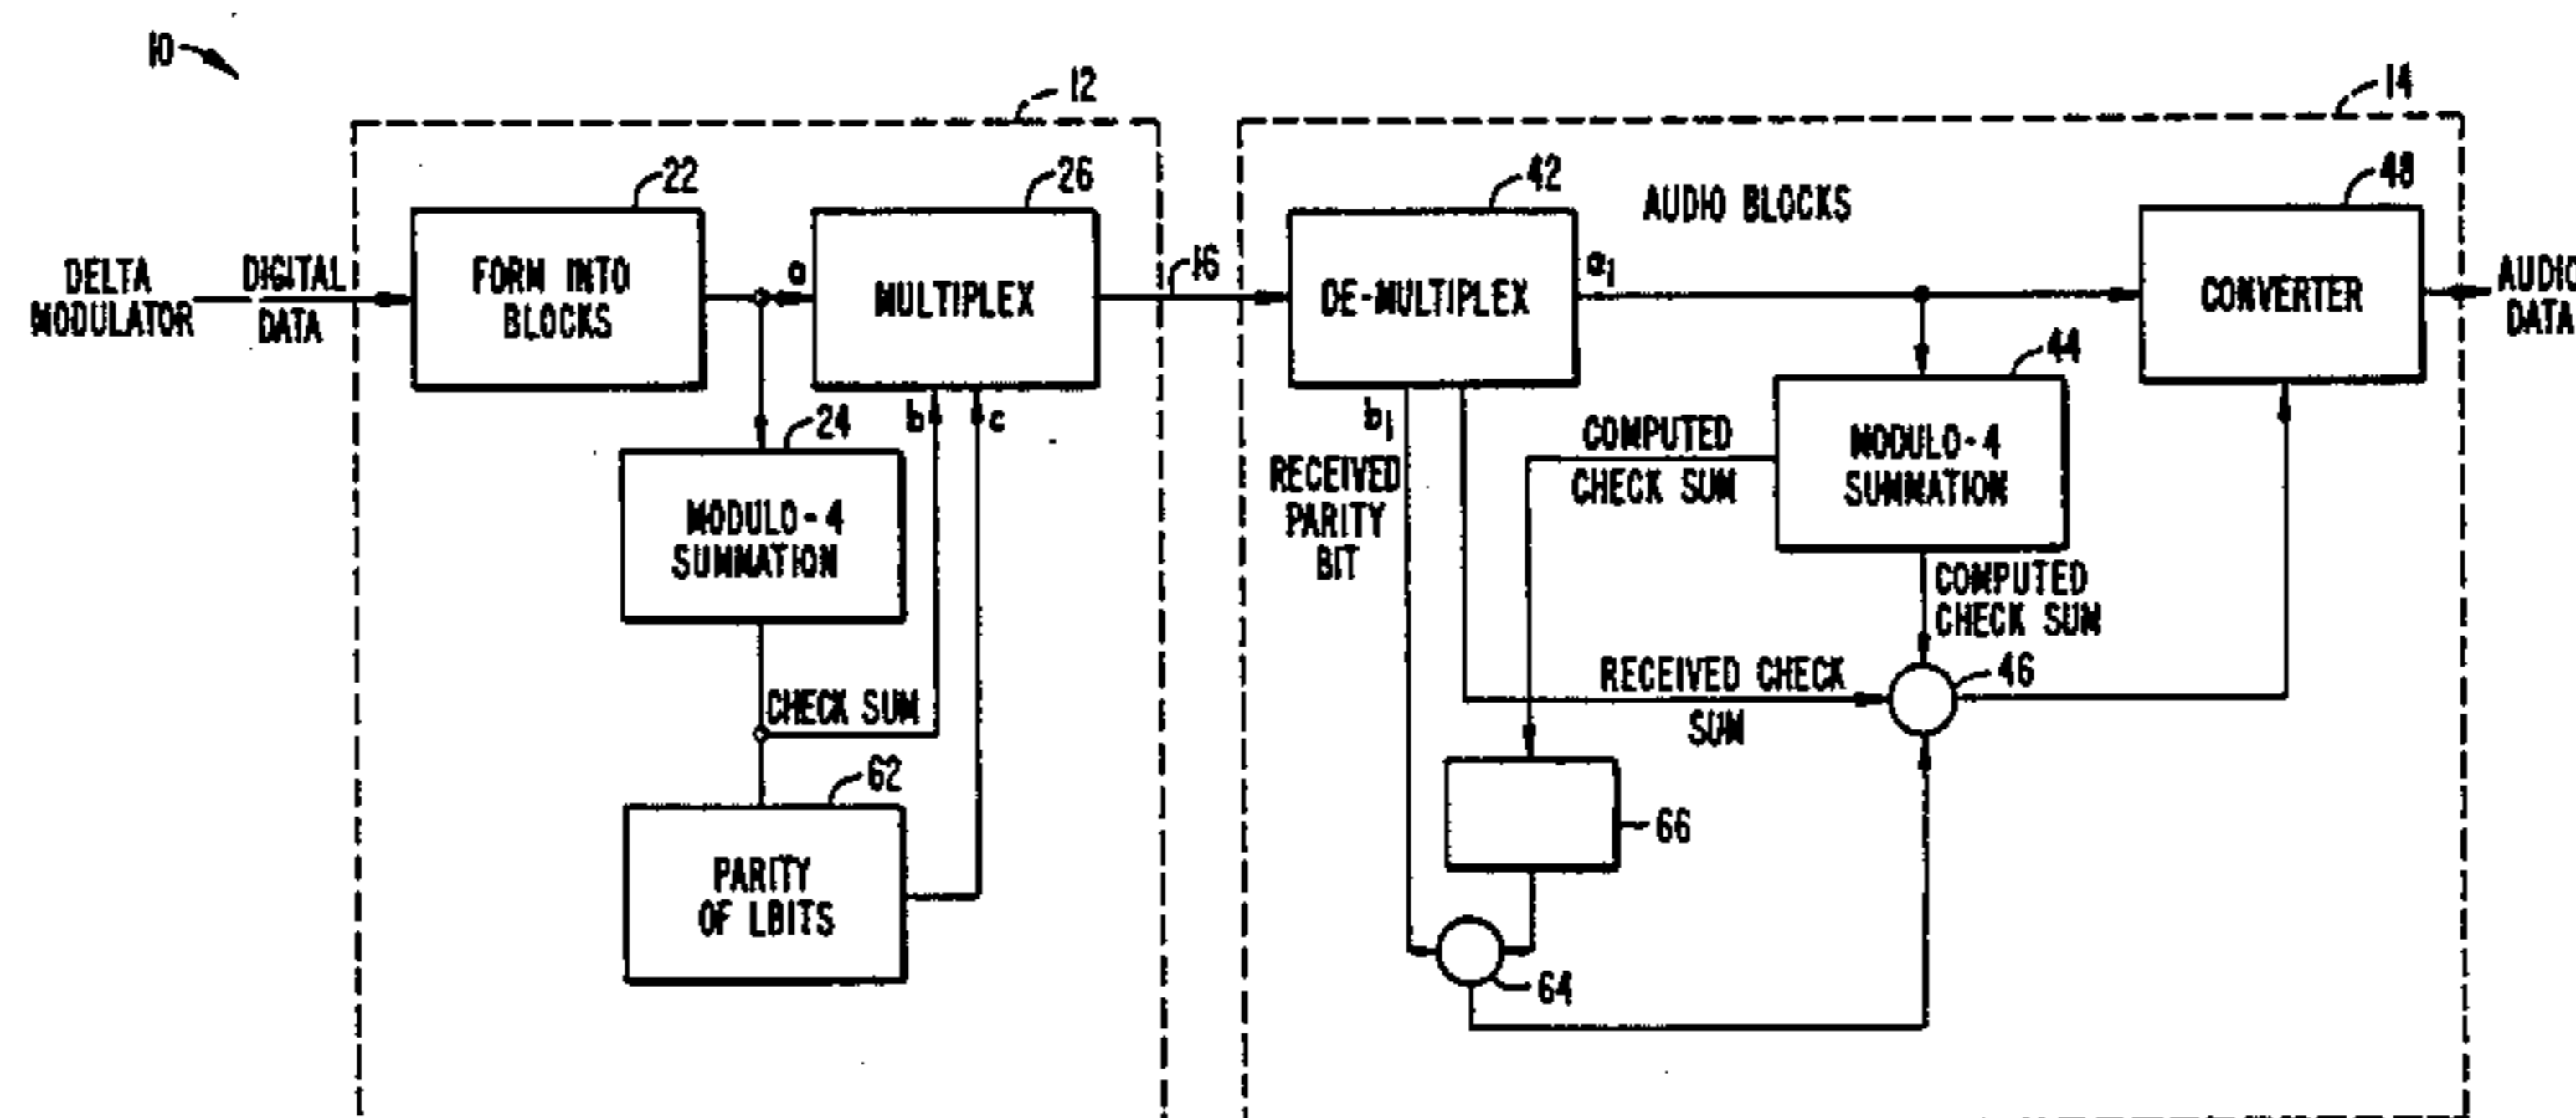 10
12
14
22
26
42
AUDIO BLOCKS
48
DELTA
MODULATOR
DIGITAL
DATA
FORM INTO
BLOCKS
a
MULTIPLEX
16
DE-MULTIPLEX
a1
CONVERTER
AUDIO
DATA
24
b
c
b1
44
MODULO-4
SUMMATION
RECEIVED
PARITY
BIT
COMPUTED
CHECK SUM
MODULO-4
SUMMATION
COMPUTED
CHECK SUM
CHECK SUM
RECEIVED CHECK
SUM
46
62
PARITY
OF LBITS
66
64